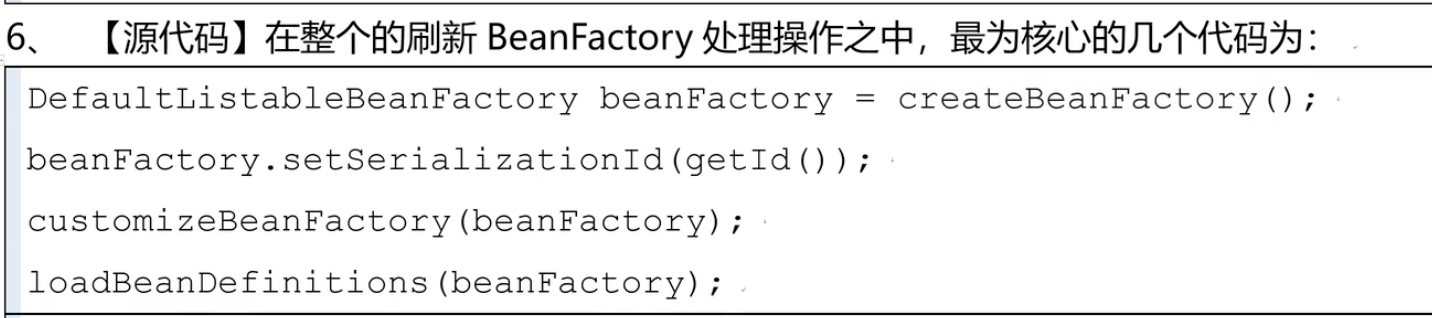 6、 【源代码】在整个的刷新 BeanFactory 处理操作之中，最为核心的几个代码为：
DefaultListableBeanFactory beanFactory = createBeanFactory();
beanFactory.setSerializationId(getId());
customizeBeanFactory(beanFactory);
loadBeanDefinitions(beanFactory);